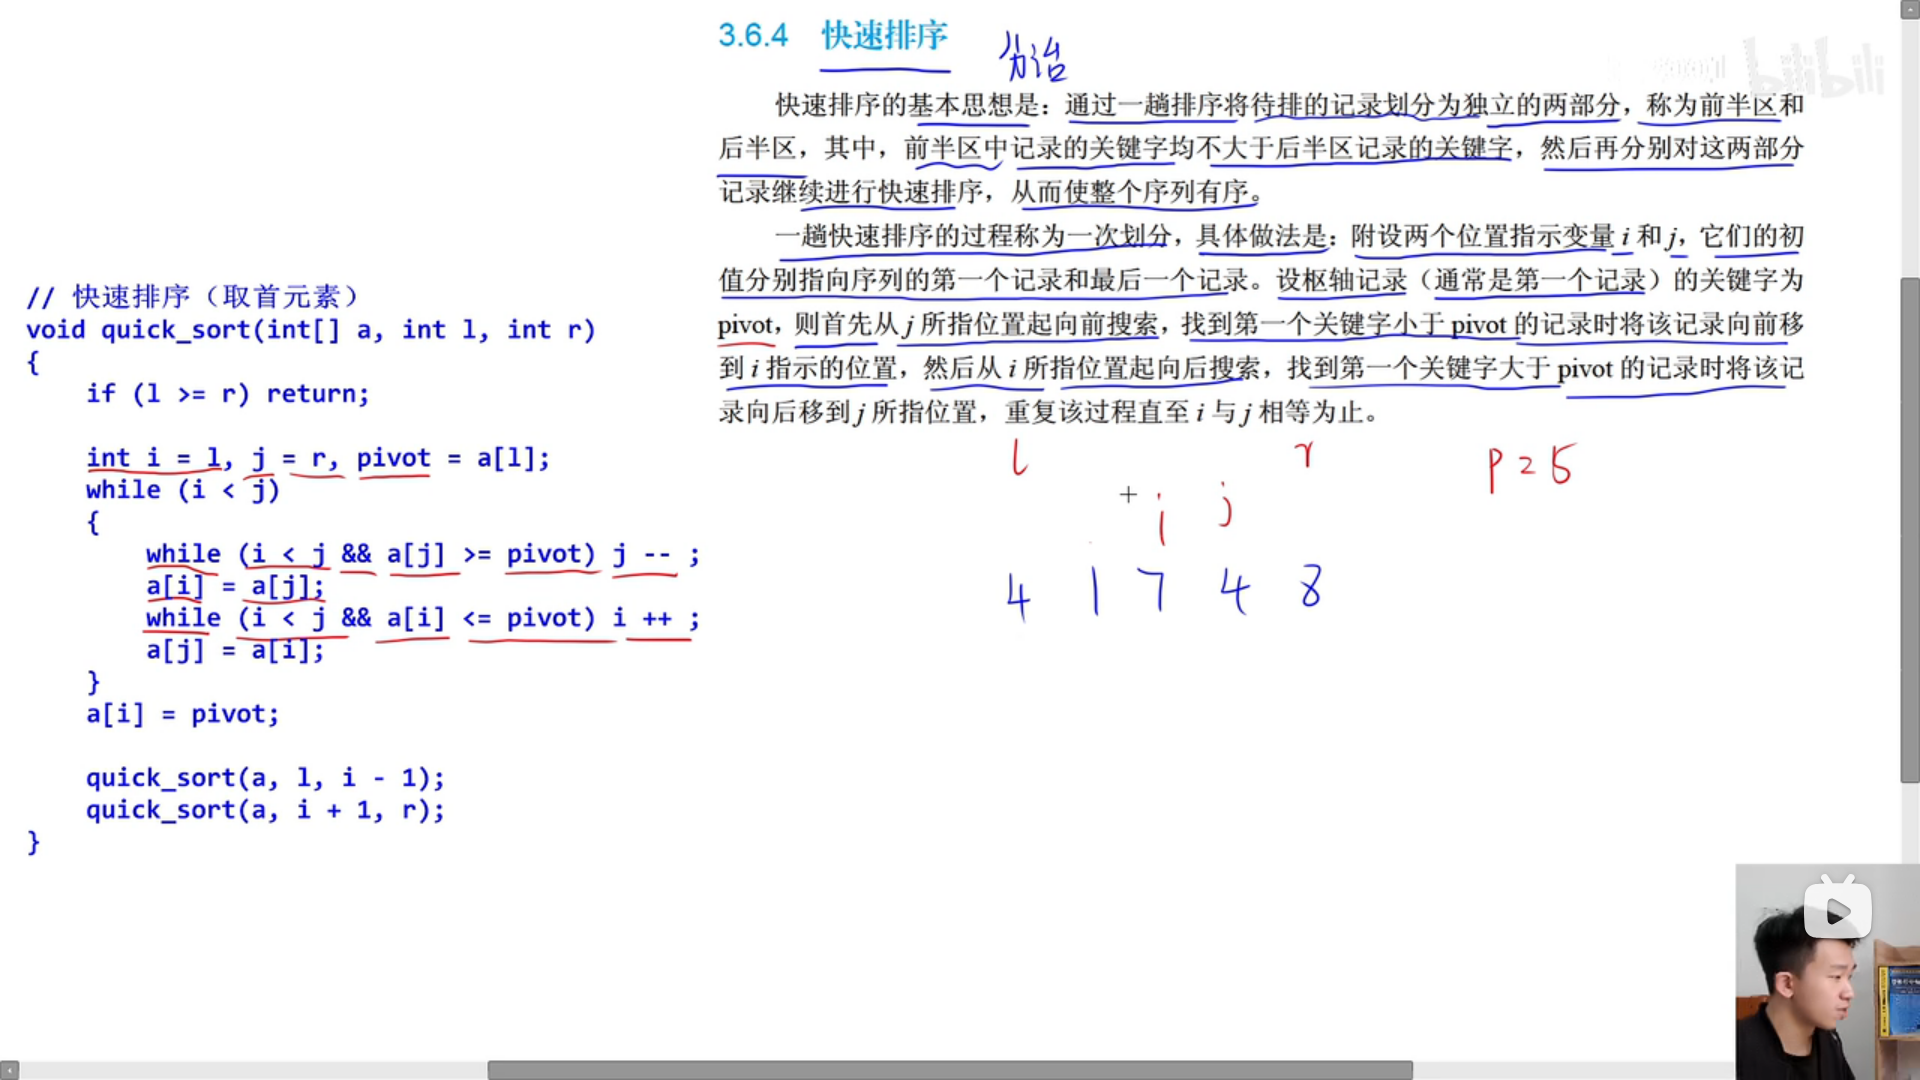 3.6.4 快速排序
分治
bilibili
快速排序的基本思想是：通过一趟排序将待排的记录划分为独立的两部分，称为前半区和
后半区，其中，前半区中记录的关键字均不大于后半区记录的关键字，然后再分别对这两部分
记录继续进行快速排序，从而使整个序列有序。
一趟快速排序的过程称为一次划分，具体做法是：附设两个位置指示变量 i 和 j，它们的初
值分别指向序列的第一个记录和最后一个记录。设枢轴记录（通常是第一个记录）的关键字为
pivot，则首先从 j 所指位置起向前搜索，找到第一个关键字小于 pivot 的记录时将该记录向前移
到 i 指示的位置，然后从 i 所指位置起向后搜索，找到第一个关键字大于 pivot 的记录时将该记
录向后移到 j 所指位置，重复该过程直至 i 与 j 相等为止。
l r p=5
i j
4 1 7 4 8
// 快速排序（取首元素）
void quick_sort(int[] a, int l, int r)
{
if (l >= r) return;
int i = l, j = r, pivot = a[l];
while (i < j)
{
while (i < j && a[j] >= pivot) j -- ;
a[i] = a[j];
while (i < j && a[i] <= pivot) i ++ ;
a[j] = a[i];
}
a[i] = pivot;
quick_sort(a, l, i - 1);
quick_sort(a, i + 1, r);
}